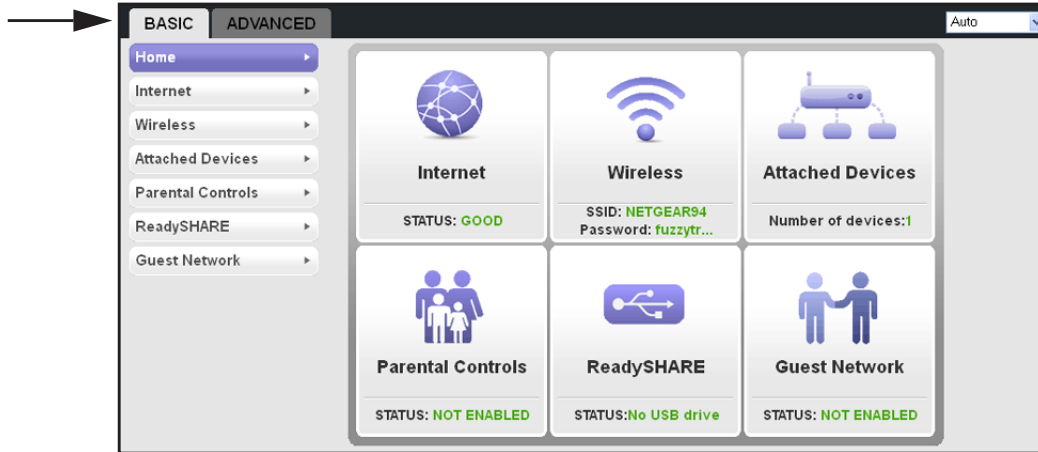 BASIC ADVANCED
Auto
Home
Internet
Wireless
Attached Devices
Parental Controls
ReadySHARE
Guest Network
Internet
STATUS: GOOD
Wireless
SSID: NETGEAR94
Password: fuzzytr...
Attached Devices
Number of devices:1
Parental Controls
STATUS: NOT ENABLED
ReadySHARE
STATUS:No USB drive
Guest Network
STATUS: NOT ENABLED